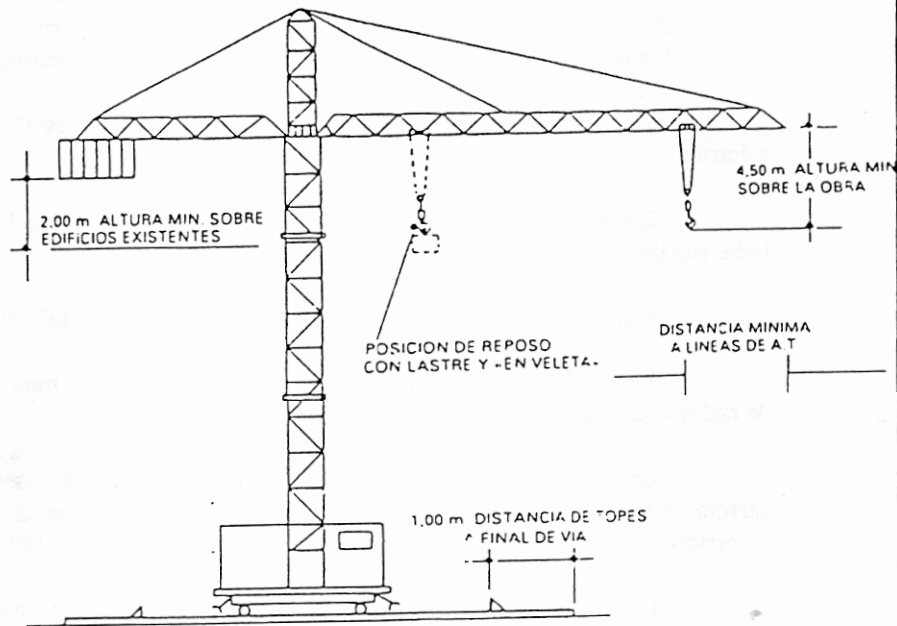 4,50 m ALTURA MIN
SOBRE LA OBRA
2.00 m ALTURA MIN. SOBRE
EDIFICIOS EXISTENTES
POSICION DE REPOSO
CON LASTRE Y «EN VELETA»
DISTANCIA MINIMA
A LINEAS DE A.T
1,00 m DISTANCIA DE TOPES
A FINAL DE VIA